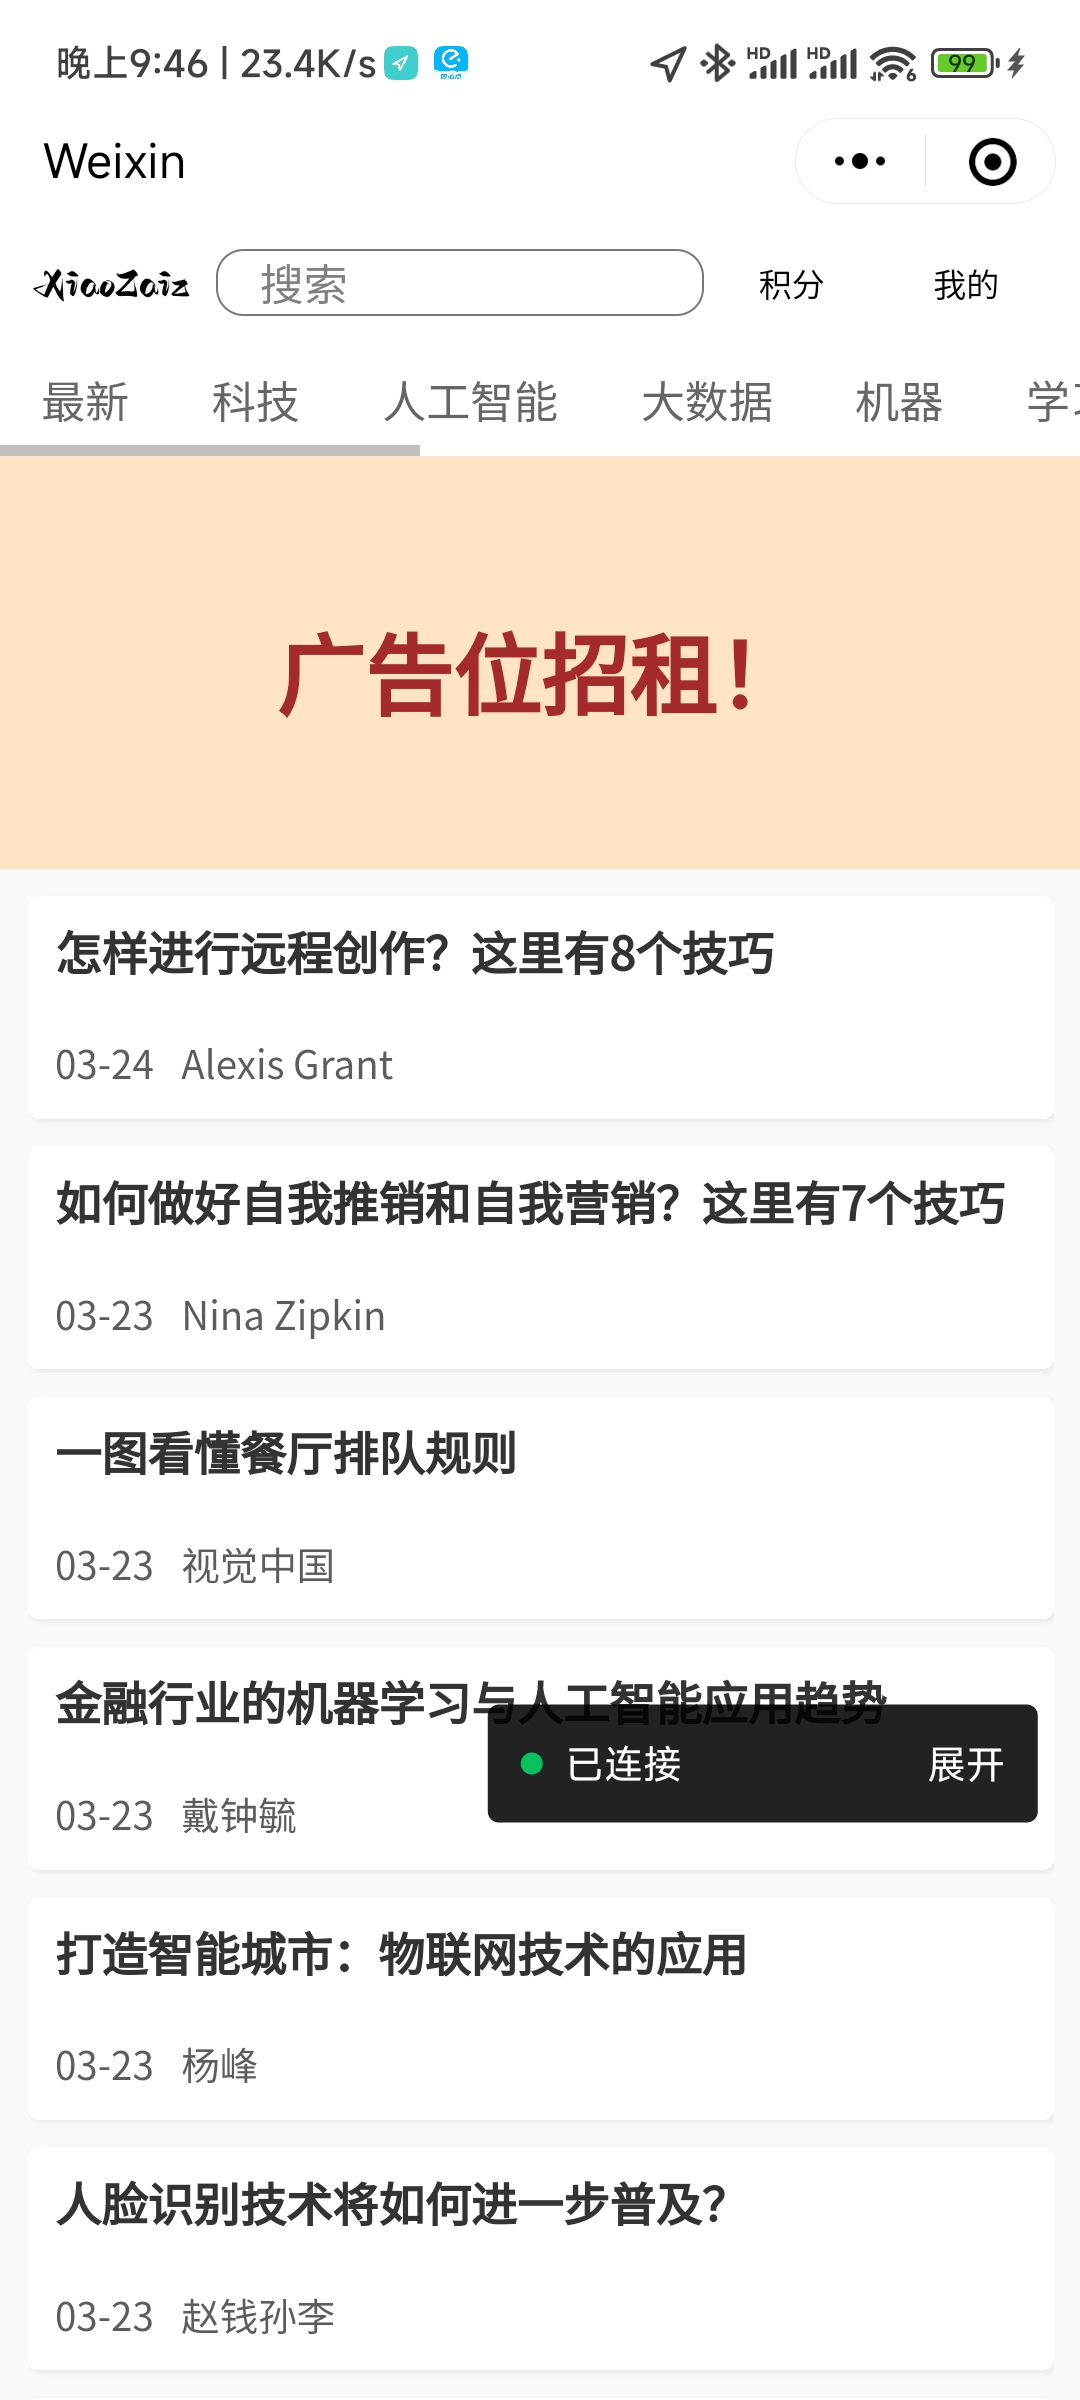 晚上9:46 | 23.4K/s HD HD 6 99
Weixin
XiaoZaiz 搜索 积分 我的
最新 科技 人工智能 大数据 机器 学习
广告位招租！
怎样进行远程创作？这里有8个技巧
03-24 Alexis Grant
如何做好自我推销和自我营销？这里有7个技巧
03-23 Nina Zipkin
一图看懂餐厅排队规则
03-23 视觉中国
金融行业的机器学习与人工智能应用趋势
已连接 展开
03-23 戴钟毓
打造智能城市：物联网技术的应用
03-23 杨峰
人脸识别技术将如何进一步普及？
03-23 赵钱孙李